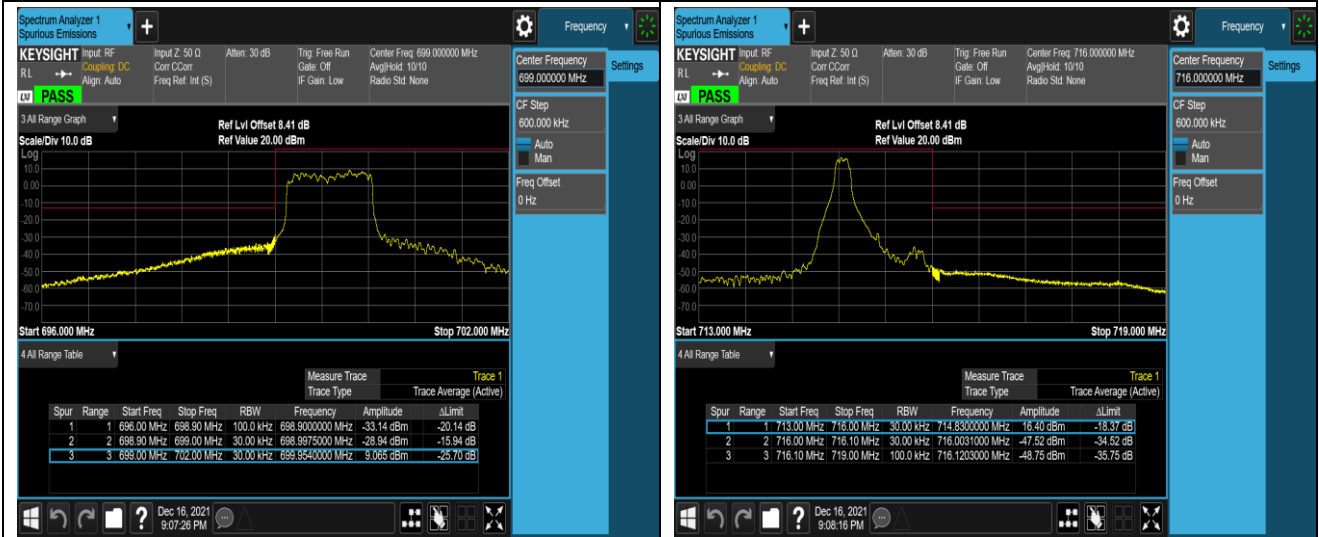 Spectrum Analyzer 1
Spurious Emissions
+
Frequency
KEYSIGHT Input: RF Input Z: 50 Ω Atten: 30 dB Trig: Free Run Center Freq: 699.000000 MHz
Coupling: DC Corr CCorr Gate: Off Avg|Hold: 10/10
RL Align: Auto Freq Ref: Int (S) IF Gain: Low Radio Std: None
LXI PASS
Center Frequency
699.000000 MHz
Settings
CF Step
600.000 kHz
Auto
Man
Freq Offset
0 Hz
3 All Range Graph
Ref Lvl Offset 8.41 dB
Scale/Div 10.0 dB Ref Value 20.00 dBm
Log
10.0
0.00
-10.0
-20.0
-30.0
-40.0
-50.0
-60.0
-70.0
Start 696.000 MHz Stop 702.000 MHz
4 All Range Table
Measure Trace Trace 1
Trace Type Trace Average (Active)
Spur Range Start Freq Stop Freq RBW Frequency Amplitude ΔLimit
1 1 696.00 MHz 698.90 MHz 100.0 kHz 698.9000000 MHz -33.14 dBm -20.14 dB
2 2 698.90 MHz 699.00 MHz 30.00 kHz 698.9975000 MHz -28.94 dBm -15.94 dB
3 3 699.00 MHz 702.00 MHz 30.00 kHz 699.9540000 MHz 9.065 dBm -25.70 dB
?
Dec 16, 2021
9:07:26 PM
Spectrum Analyzer 1
Spurious Emissions
+
Frequency
KEYSIGHT Input: RF Input Z: 50 Ω Atten: 30 dB Trig: Free Run Center Freq: 716.000000 MHz
Coupling: DC Corr CCorr Gate: Off Avg|Hold: 10/10
RL Align: Auto Freq Ref: Int (S) IF Gain: Low Radio Std: None
LXI PASS
Center Frequency
716.000000 MHz
Settings
CF Step
600.000 kHz
Auto
Man
Freq Offset
0 Hz
3 All Range Graph
Ref Lvl Offset 8.41 dB
Scale/Div 10.0 dB Ref Value 20.00 dBm
Log
10.0
0.00
-10.0
-20.0
-30.0
-40.0
-50.0
-60.0
-70.0
Start 713.000 MHz Stop 719.000 MHz
4 All Range Table
Measure Trace Trace 1
Trace Type Trace Average (Active)
Spur Range Start Freq Stop Freq RBW Frequency Amplitude ΔLimit
1 1 713.00 MHz 716.00 MHz 30.00 kHz 714.8300000 MHz 16.40 dBm -18.37 dB
2 2 716.00 MHz 716.10 MHz 30.00 kHz 716.0031000 MHz -47.52 dBm -34.52 dB
3 3 716.10 MHz 719.00 MHz 100.0 kHz 716.1203000 MHz -48.75 dBm -35.75 dB
?
Dec 16, 2021
9:08:16 PM